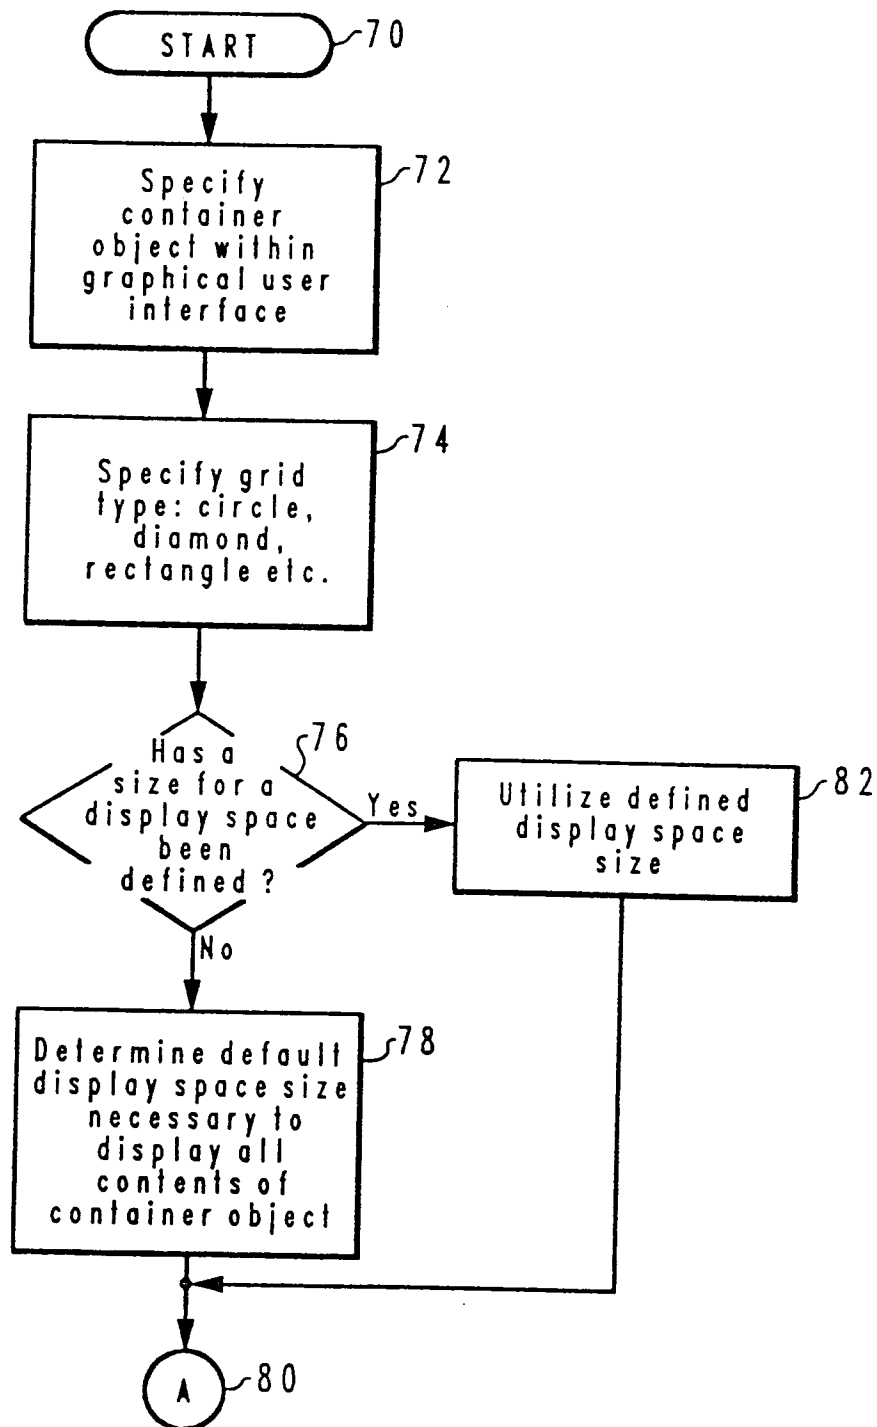 START
70
72
Specify
container
object within
graphical user
interface
74
Specify grid
type: circle,
diamond,
rectangle etc.
76
Has a
size for a
display space
been
defined ?
Yes
82
Utilize defined
display space
size
No
78
Determine default
display space size
necessary to
display all
contents of
container object
A
80